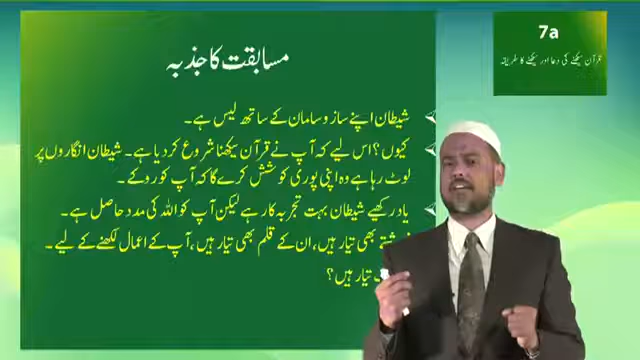 7a
قرآن سیکھنے کی دعا اور سیکھنے کا طریقہ
مسابقت کا جذبہ
شیطان اپنے ساز و سامان کے ساتھ لیس ہے۔
کیوں؟ اس لیے کہ آپ نے قرآن سیکھنا شروع کردیا ہے۔ شیطان انگاروں پر
لوٹ رہا ہے وہ اپنی پوری کوشش کرے گا کہ آپ کو روکے۔
یاد رکھیے شیطان بہت تجربہ کار ہے لیکن آپ کو اللہ کی مدد حاصل ہے۔
بھی تیار ہیں، ان کے قلم بھی تیار ہیں، آپ کے اعمال لکھنے کے لیے۔
تیار ہیں؟